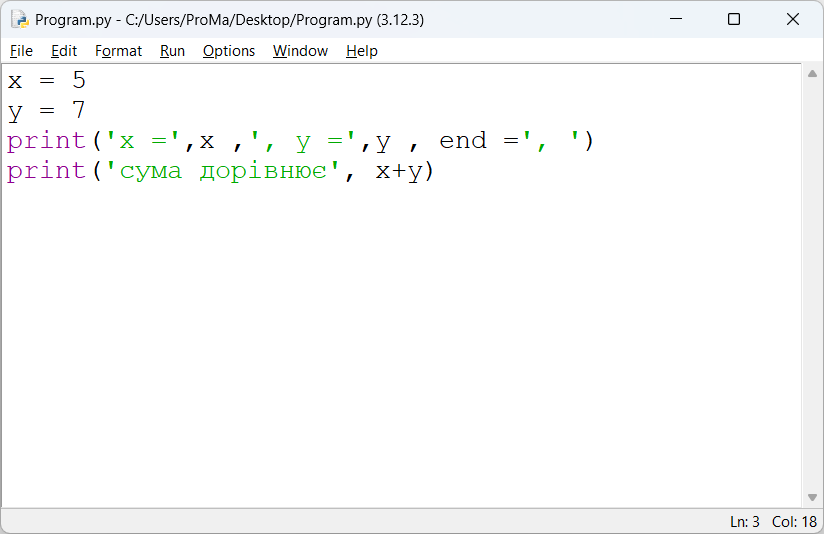 Program.py - C:/Users/ProMa/Desktop/Program.py (3.12.3)
File Edit Format Run Options Window Help
x = 5
y = 7
print('x =',x ,', y =',y , end =', ')
print('сума дорівнює', x+y)
Ln: 3 Col: 18